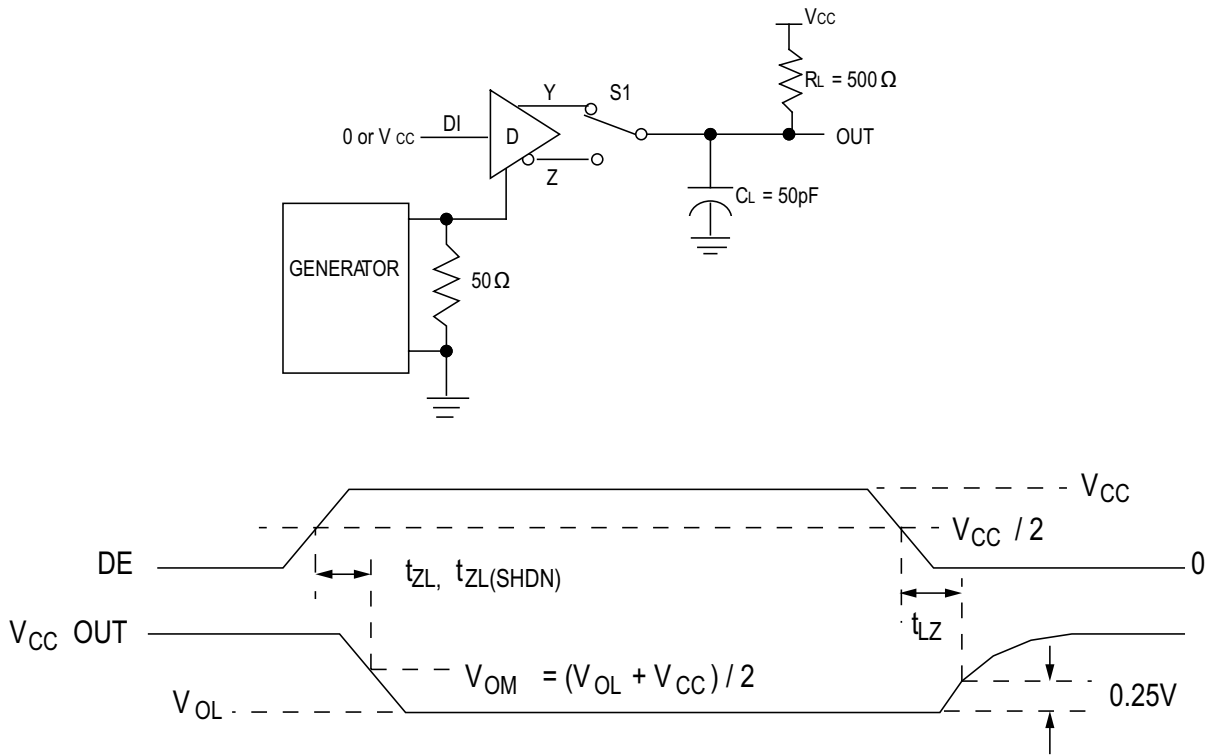 VCC
RL = 500Ω
Y
S1
0 or VCC
DI
D
OUT
Z
CL = 50pF
GENERATOR
50Ω
VCC
VCC / 2
DE
tZL, tZL(SHDN)
0
tLZ
VCC OUT
VOM = (VOL + VCC) / 2
VOL
0.25V